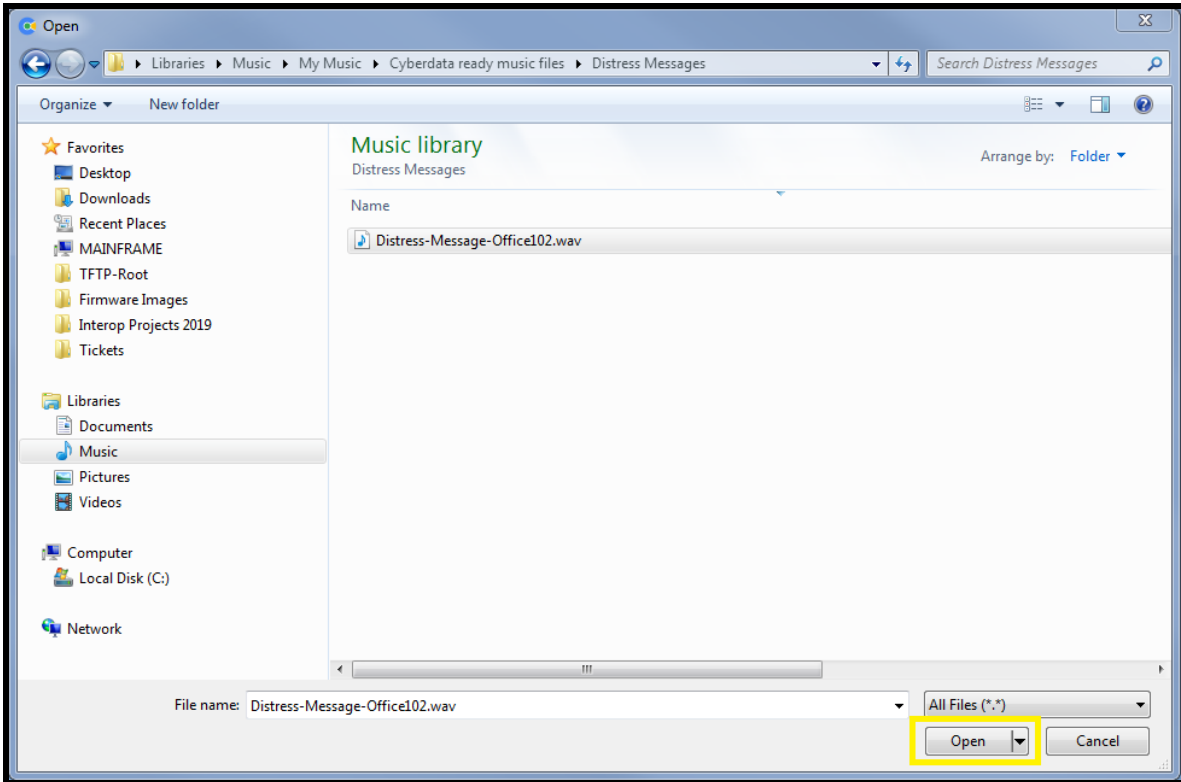 Open
Libraries Music My Music Cyberdata ready music files Distress Messages
Search Distress Messages
Organize New folder
Favorites
Desktop
Downloads
Recent Places
MAINFRAME
TFTP-Root
Firmware Images
Interop Projects 2019
Tickets
Libraries
Documents
Music
Pictures
Videos
Computer
Local Disk (C:)
Network
Music library
Distress Messages
Arrange by: Folder
Name
Distress-Message-Office102.wav
File name: Distress-Message-Office102.wav
All Files (*.*)
Open Cancel